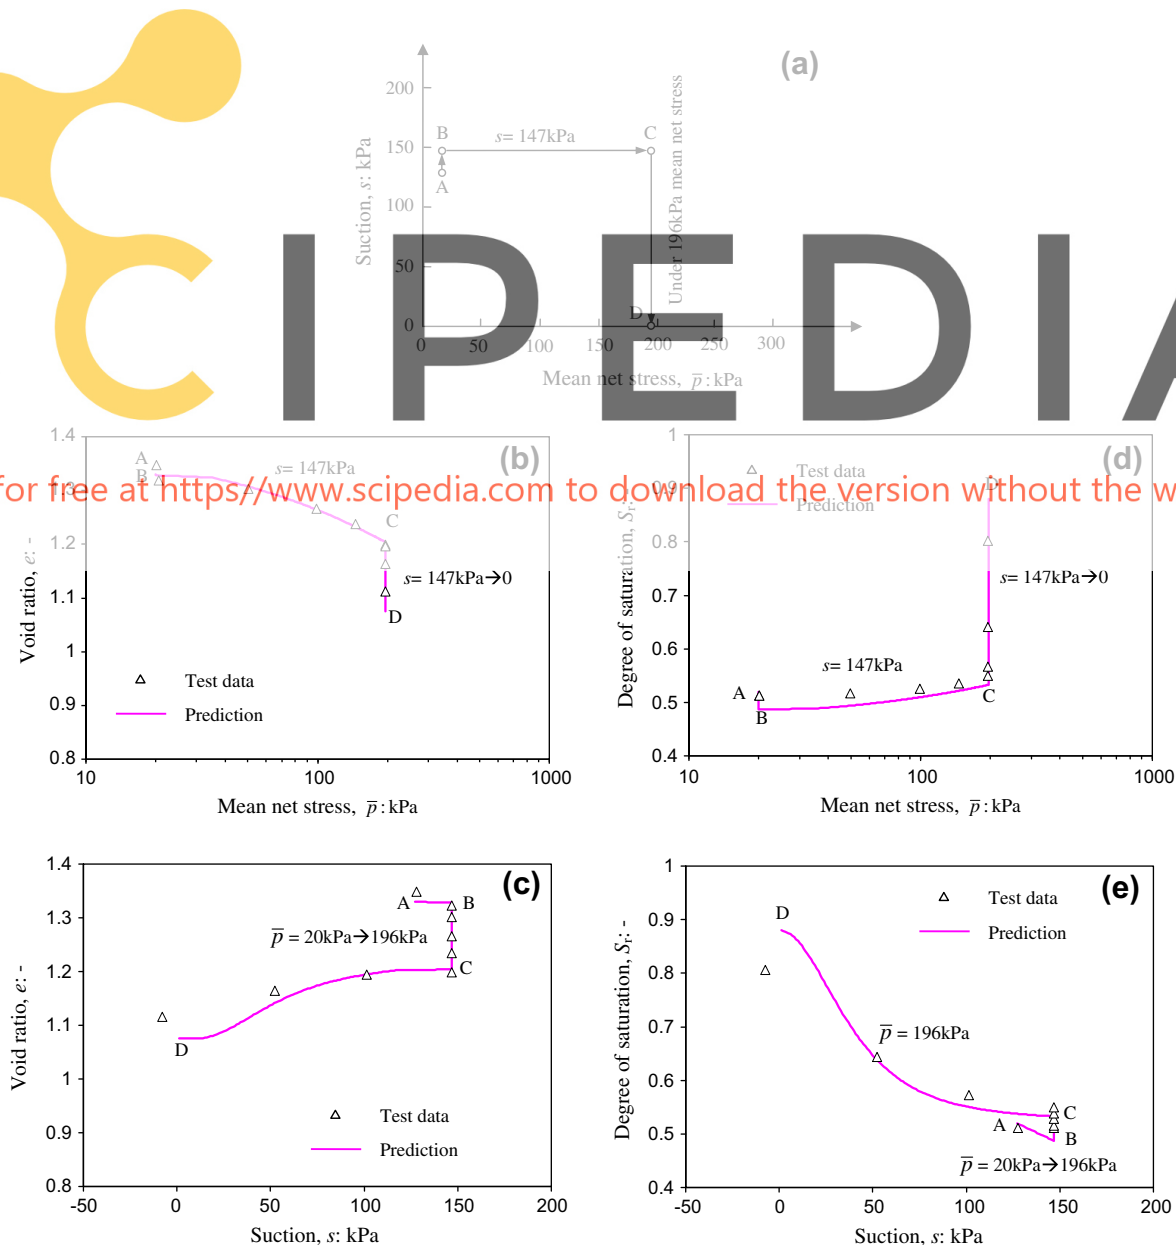 (a)
200
150
100
50
0
Suction, s: kPa
B
s= 147kPa
C
A
Under 196kPa mean net stress
D
0
50
100
150
200
250
300
Mean net stress, p̅ : kPa
CIPEDIA
for free at https//www.scipedia.com to download the version without the w
1.4
1.3
1.2
1.1
1
0.9
0.8
Void ratio, e: -
A
B
s= 147kPa
(b)
C
s= 147kPa→0
D
Test data
Prediction
10
100
1000
Mean net stress, p̅ : kPa
1
0.9
0.8
0.7
0.6
0.5
0.4
Degree of saturation, Sr: -
Test data
Prediction
(d)
D
s= 147kPa→0
s= 147kPa
A
B
C
10
100
1000
Mean net stress, p̅ : kPa
1.4
1.3
1.2
1.1
1
0.9
0.8
Void ratio, e: -
(c)
A
B
p̅ = 20kPa→196kPa
C
D
Test data
Prediction
-50
0
50
100
150
200
Suction, s: kPa
1
0.9
0.8
0.7
0.6
0.5
0.4
Degree of saturation, Sr: -
Test data
(e)
Prediction
D
p̅ = 196kPa
C
A
B
p̅ = 20kPa→196kPa
-50
0
50
100
150
200
Suction, s: kPa